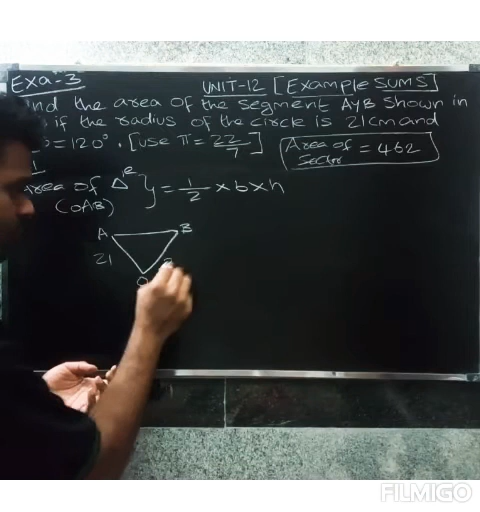 Exa-3
UNIT-12 [Example SUMS]
nd the area of the segment AYB shown in
if the radius of the circle is 21cm and
= 120°. [use π = 22/7]
Area of Sector = 462
area of Δle } = 1/2 × b × h
(OAB)
A B
21
O
FILMIGO